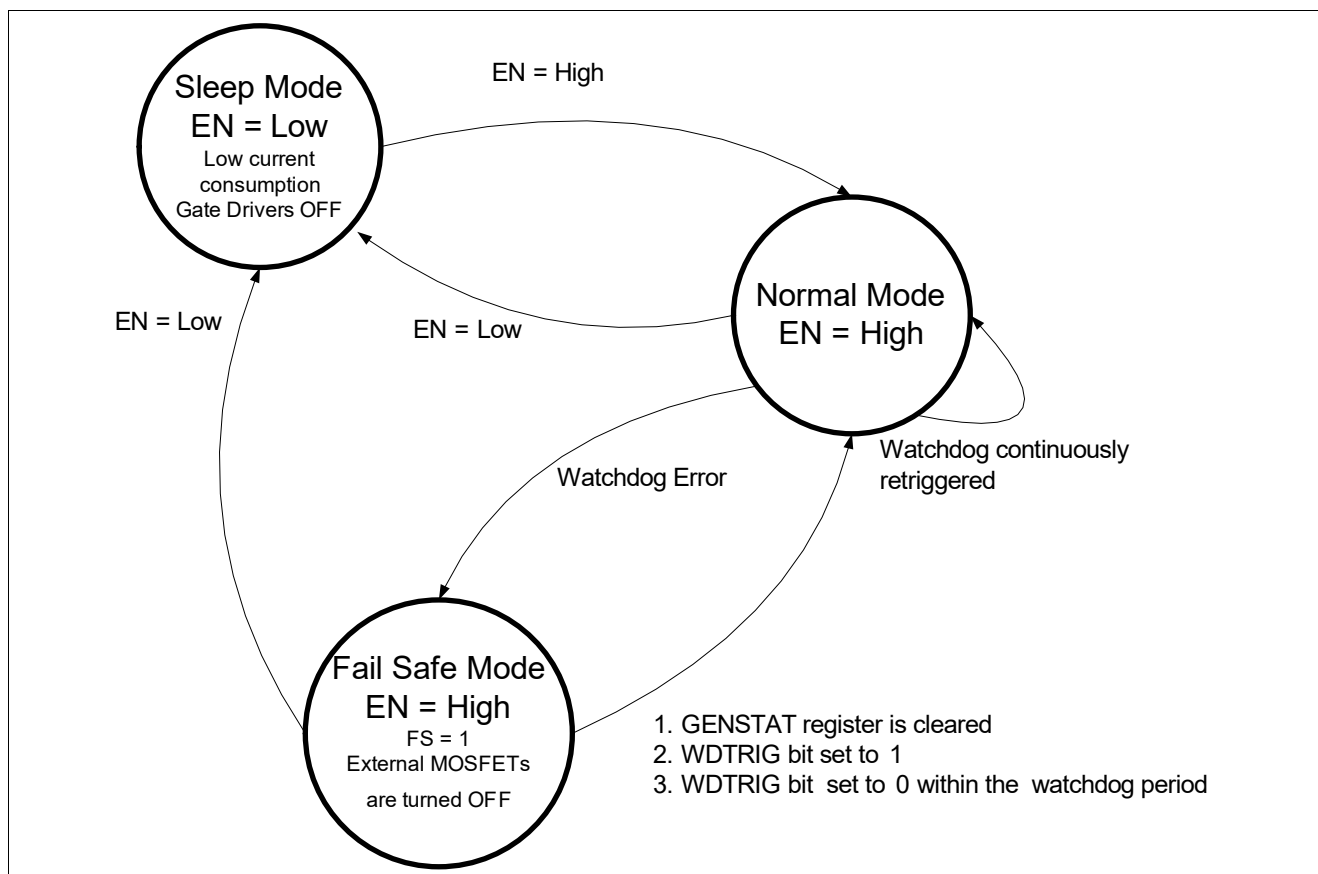 Sleep Mode
EN = Low
Low current
consumption
Gate Drivers OFF
EN = High
Normal Mode
EN = High
EN = Low
EN = Low
Watchdog continuously
retriggered
Watchdog Error
Fail Safe Mode
EN = High
FS = 1
External MOSFETs
are turned OFF
1. GENSTAT register is cleared
2. WDTRIG bit set to 1
3. WDTRIG bit set to 0 within the watchdog period